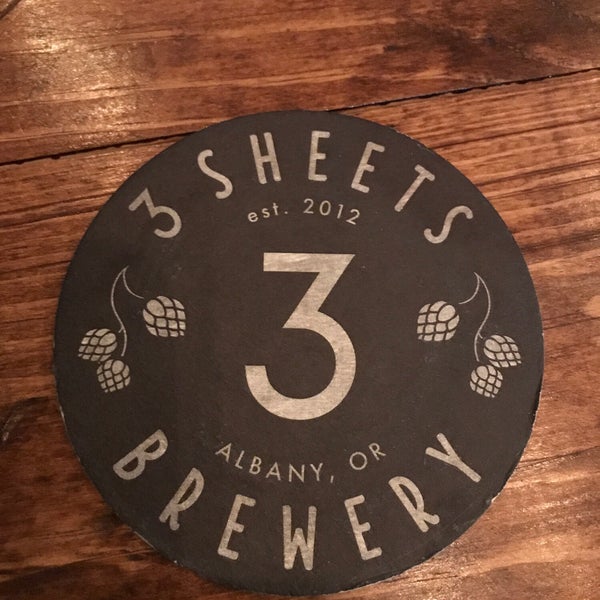 3 SHEETS
est. 2012
3
ALBANY, OR
BREWERY